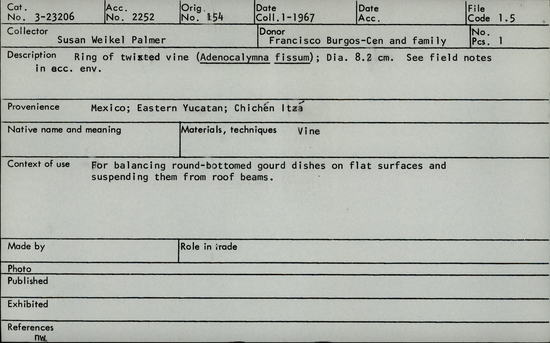 Cat. No. 3-23206 Acc. No. 2252 Orig. No. 154 Date Coll. 1-1967 Date Acc. File Code 1.5
Collector Susan Weikel Palmer Donor Francisco Burgos-Cen and family No. Pcs. 1
Description Ring of twisted vine (Adenocalymna fissum); Dia. 8.2 cm. See field notes
in acc. env.
Provenience Mexico; Eastern Yucatan; Chichén Itzá
Native name and meaning Materials, techniques Vine
Context of use For balancing round-bottomed gourd dishes on flat surfaces and
suspending them from roof beams.
Made by Role in trade
Photo
Published
Exhibited
References
nw